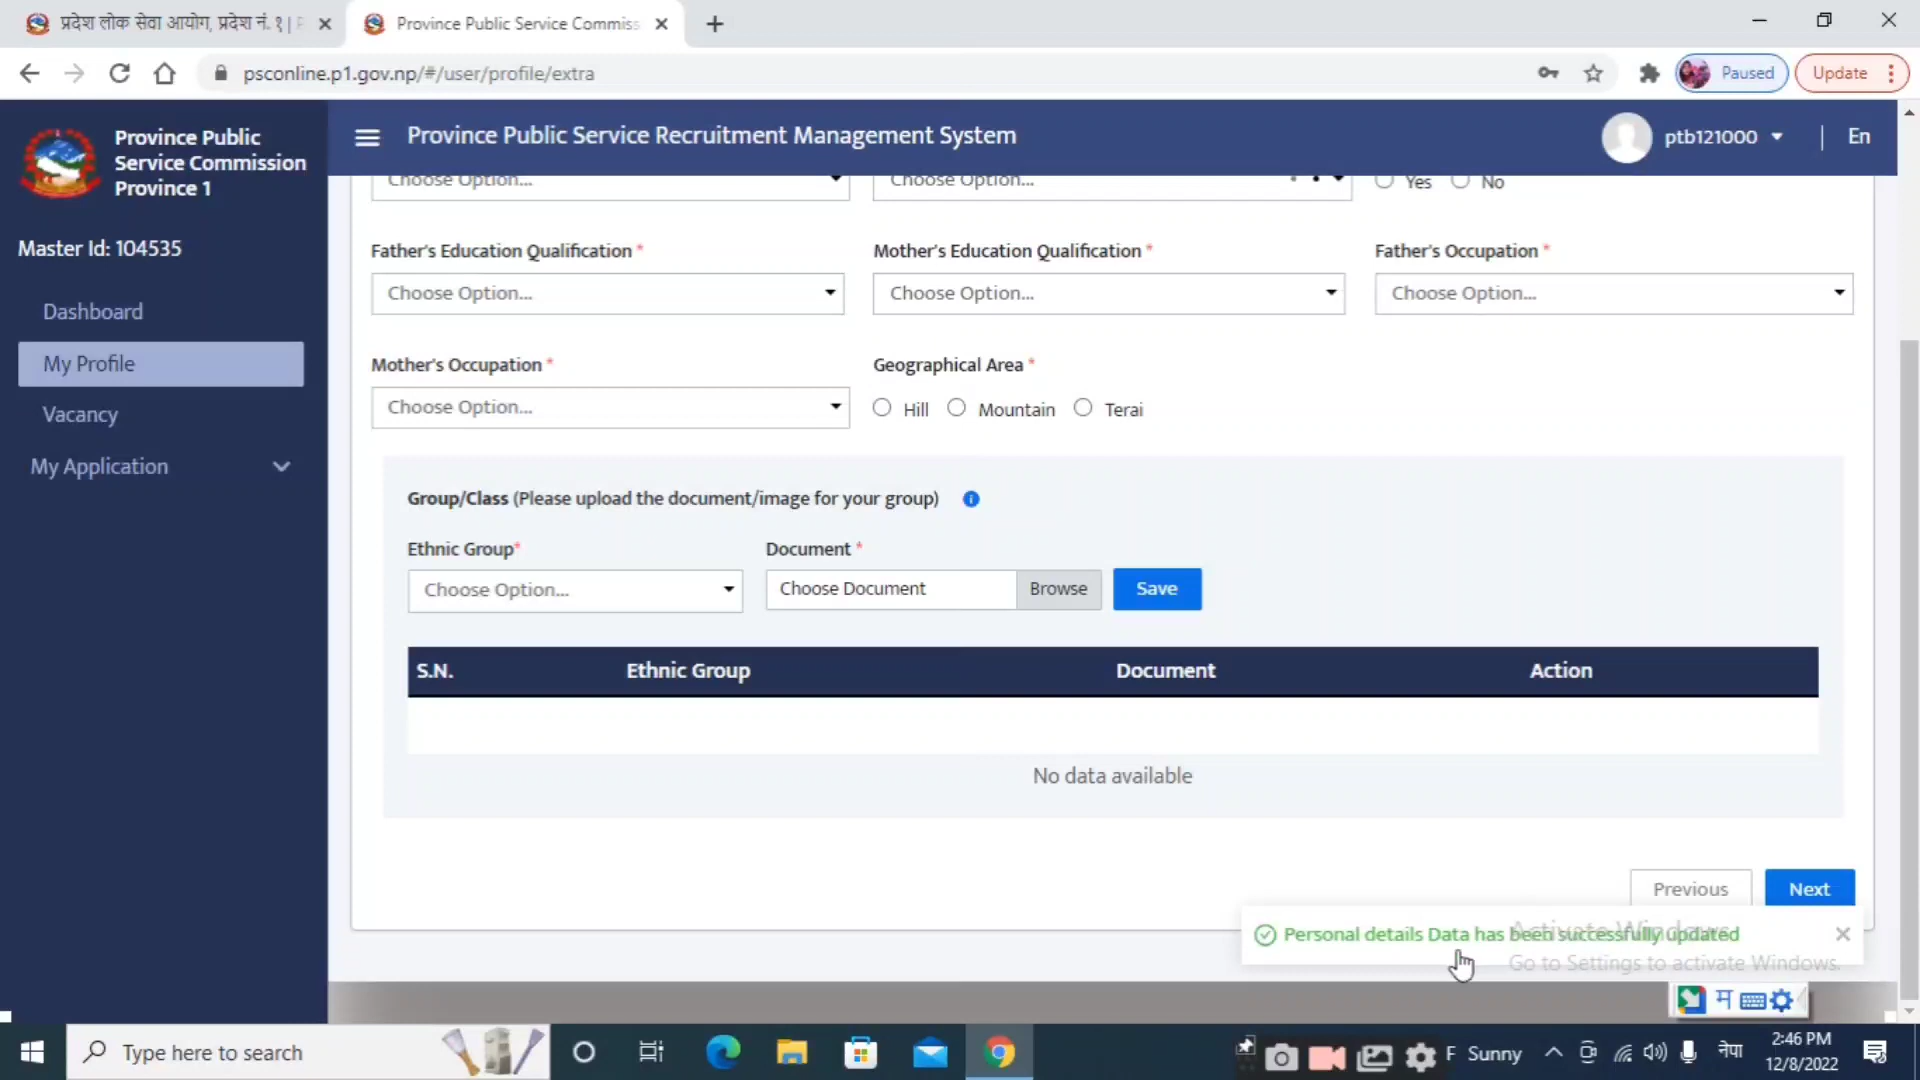 प्रदेश लोक सेवा आयोग, प्रदेश नं. १ |
Province Public Service Commiss
psconline.p1.gov.np/#/user/profile/extra
Paused
Update
Province Public
Service Commission
Province 1
Province Public Service Recruitment Management System
ptb121000
En
Master Id: 104535
Dashboard
My Profile
Vacancy
My Application
Choose Option...
Choose Option...
Yes
No
Father's Education Qualification *
Mother's Education Qualification *
Father's Occupation *
Choose Option...
Choose Option...
Choose Option...
Mother's Occupation *
Geographical Area *
Choose Option...
Hill
Mountain
Terai
Group/Class (Please upload the document/image for your group)
Ethnic Group*
Document *
Choose Option...
Choose Document
Browse
Save
S.N.
Ethnic Group
Document
Action
No data available
Previous
Next
Personal details Data has been successfully updated
Activate Windows
Go to Settings to activate Windows.
म
Type here to search
F
Sunny
नेपा
2:46 PM
12/8/2022